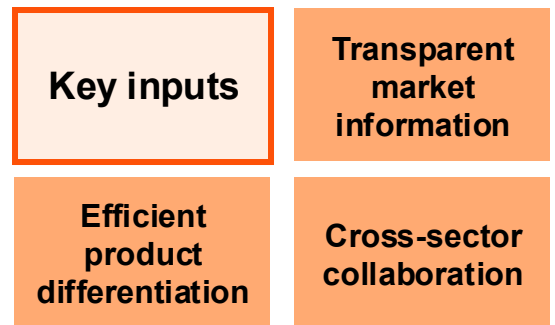 Key inputs
Transparent
market
information
Efficient
product
differentiation
Cross-sector
collaboration